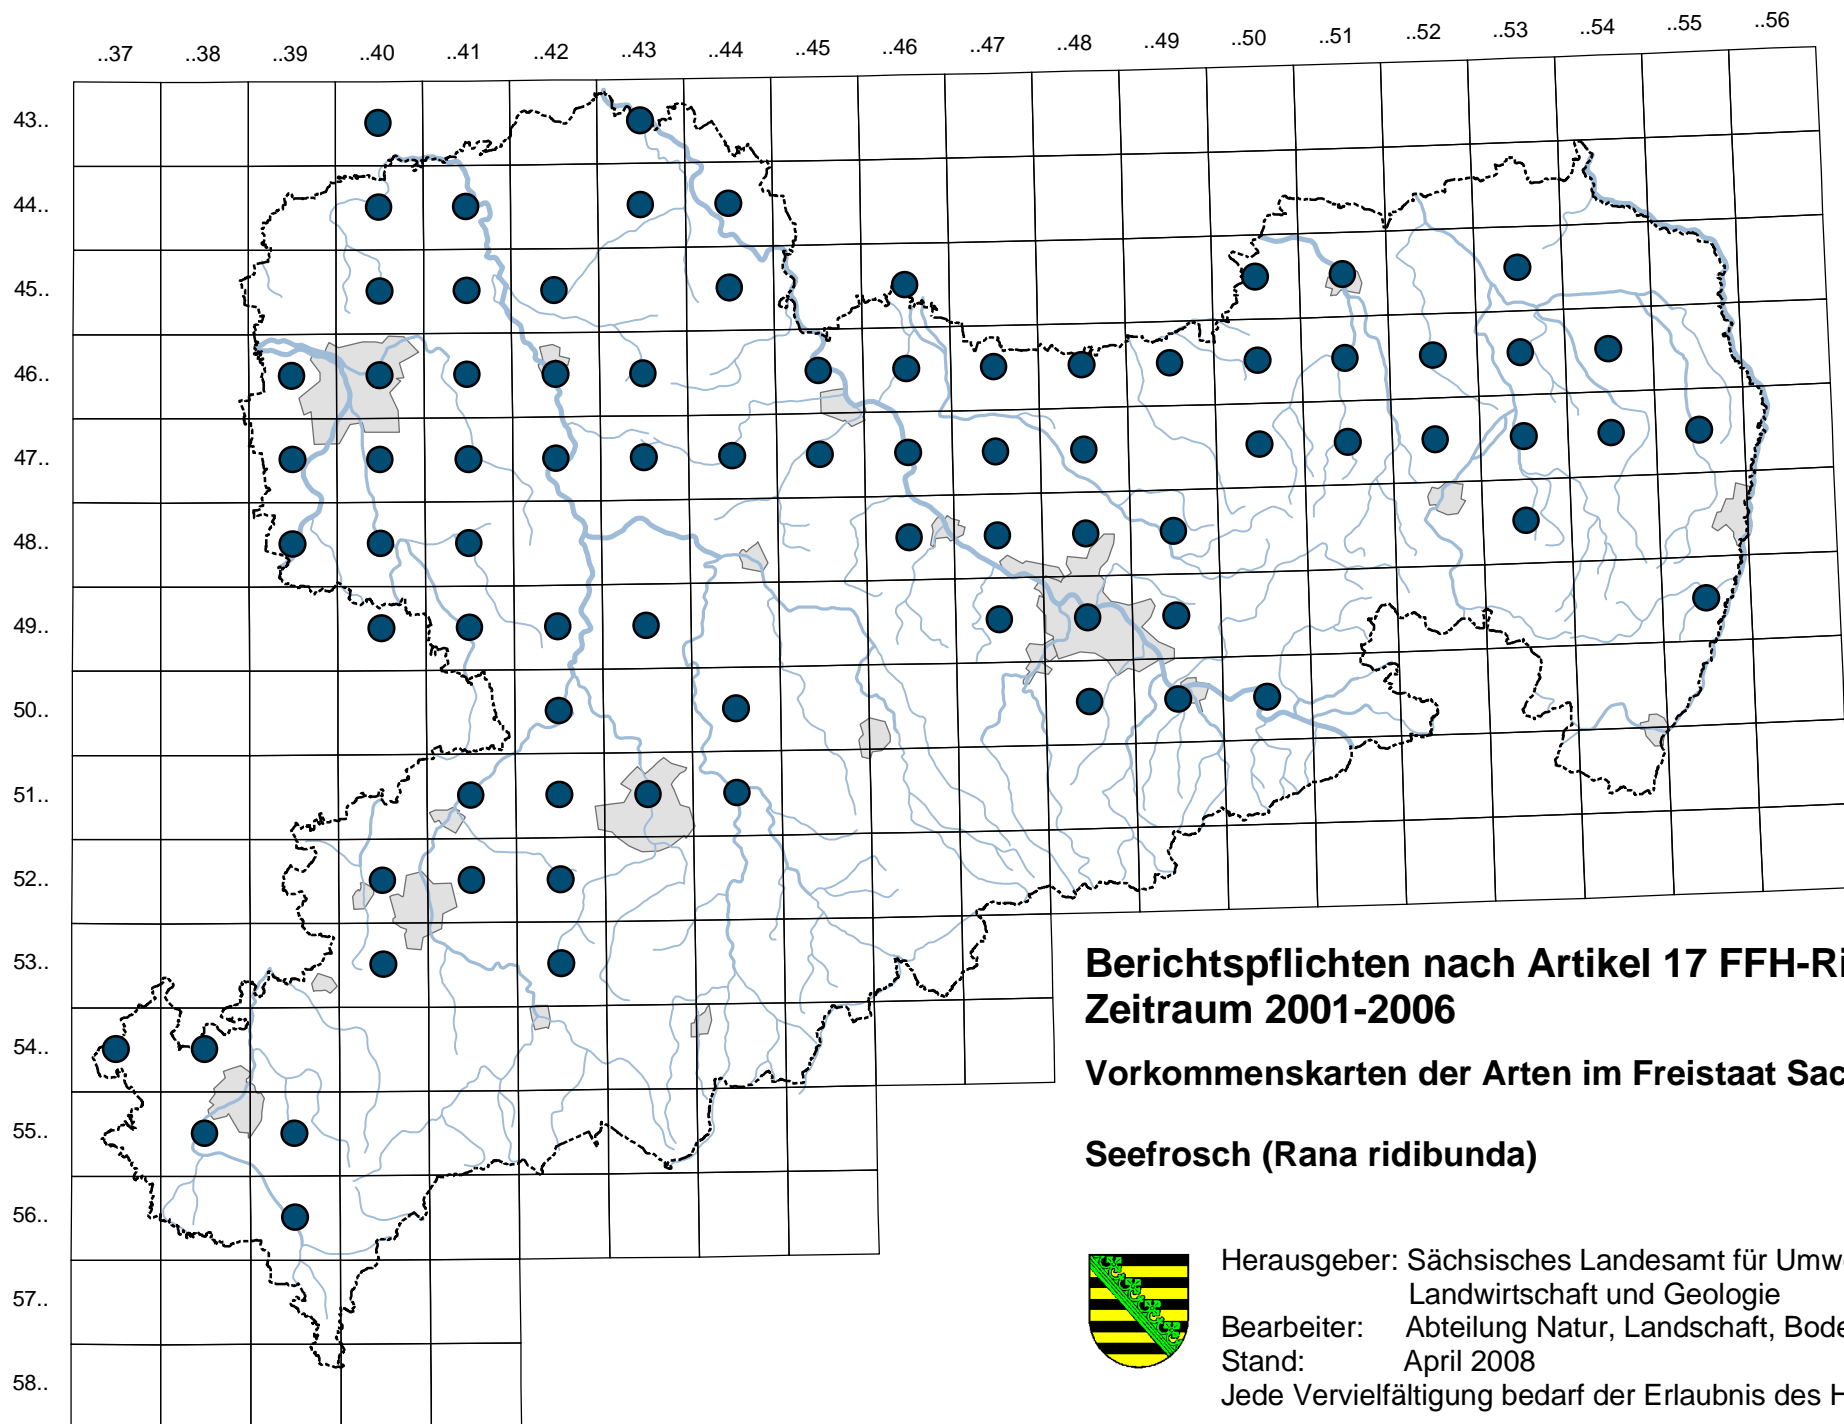 ..37 ..38 ..39 ..40 ..41 ..42 ..43 ..44 ..45 ..46 ..47 ..48 ..49 ..50 ..51 ..52 ..53 ..54 ..55 ..56
43..
44..
45..
46..
47..
48..
49..
50..
51..
52..
53..
54..
55..
56..
57..
58..
Berichtspflichten nach Artikel 17 FFH-Ri
Zeitraum 2001-2006
Vorkommenskarten der Arten im Freistaat Sac
Seefrosch (Rana ridibunda)
Herausgeber: Sächsisches Landesamt für Umw
Landwirtschaft und Geologie
Bearbeiter: Abteilung Natur, Landschaft, Bode
Stand: April 2008
Jede Vervielfältigung bedarf der Erlaubnis des H